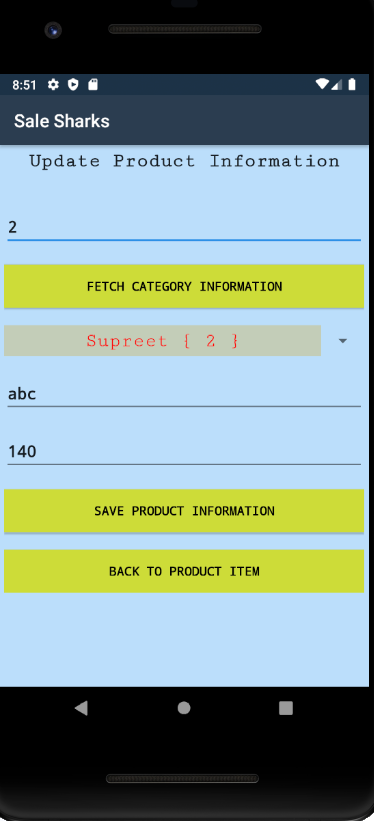 8:51
Sale Sharks
Update Product Information
2
FETCH CATEGORY INFORMATION
Supreet { 2 }
abc
140
SAVE PRODUCT INFORMATION
BACK TO PRODUCT ITEM